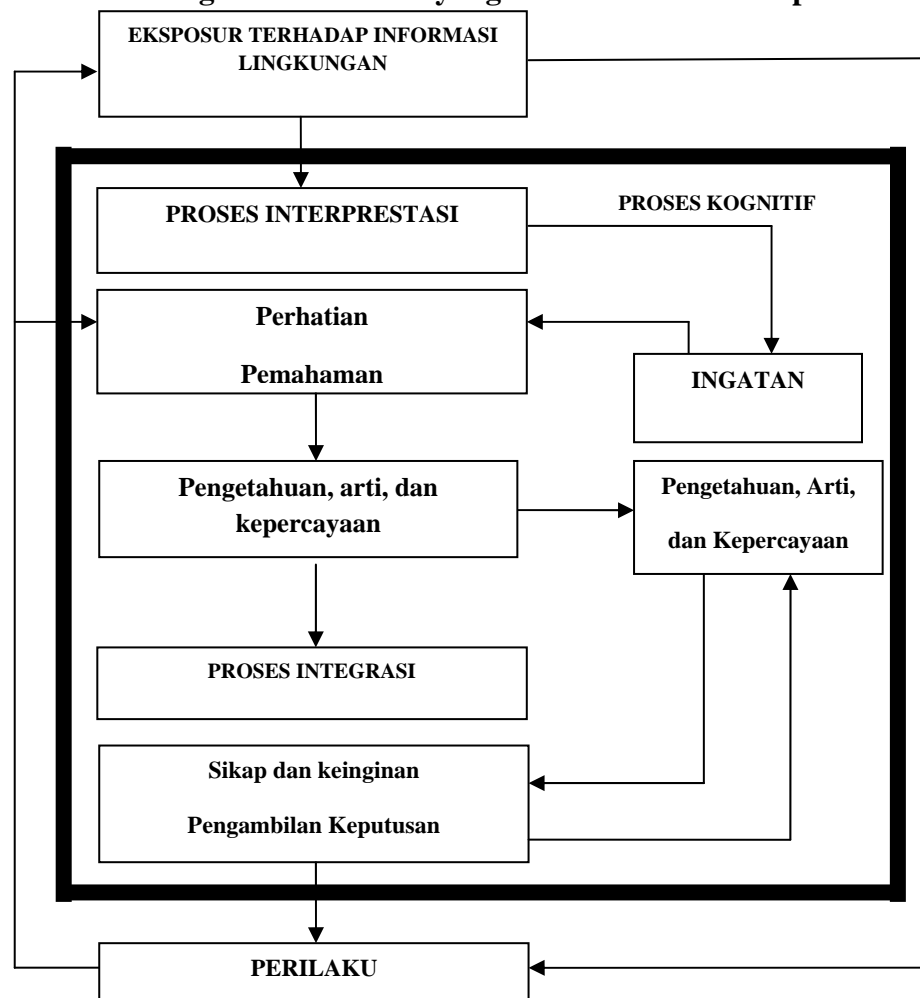 EKSPOSUR TERHADAP INFORMASI
LINGKUNGAN
PROSES INTERPRESTASI
PROSES KOGNITIF
Perhatian
Pemahaman
INGATAN
Pengetahuan, arti, dan
kepercayaan
Pengetahuan, Arti,
dan Kepercayaan
PROSES INTEGRASI
Sikap dan keinginan
Pengambilan Keputusan
PERILAKU